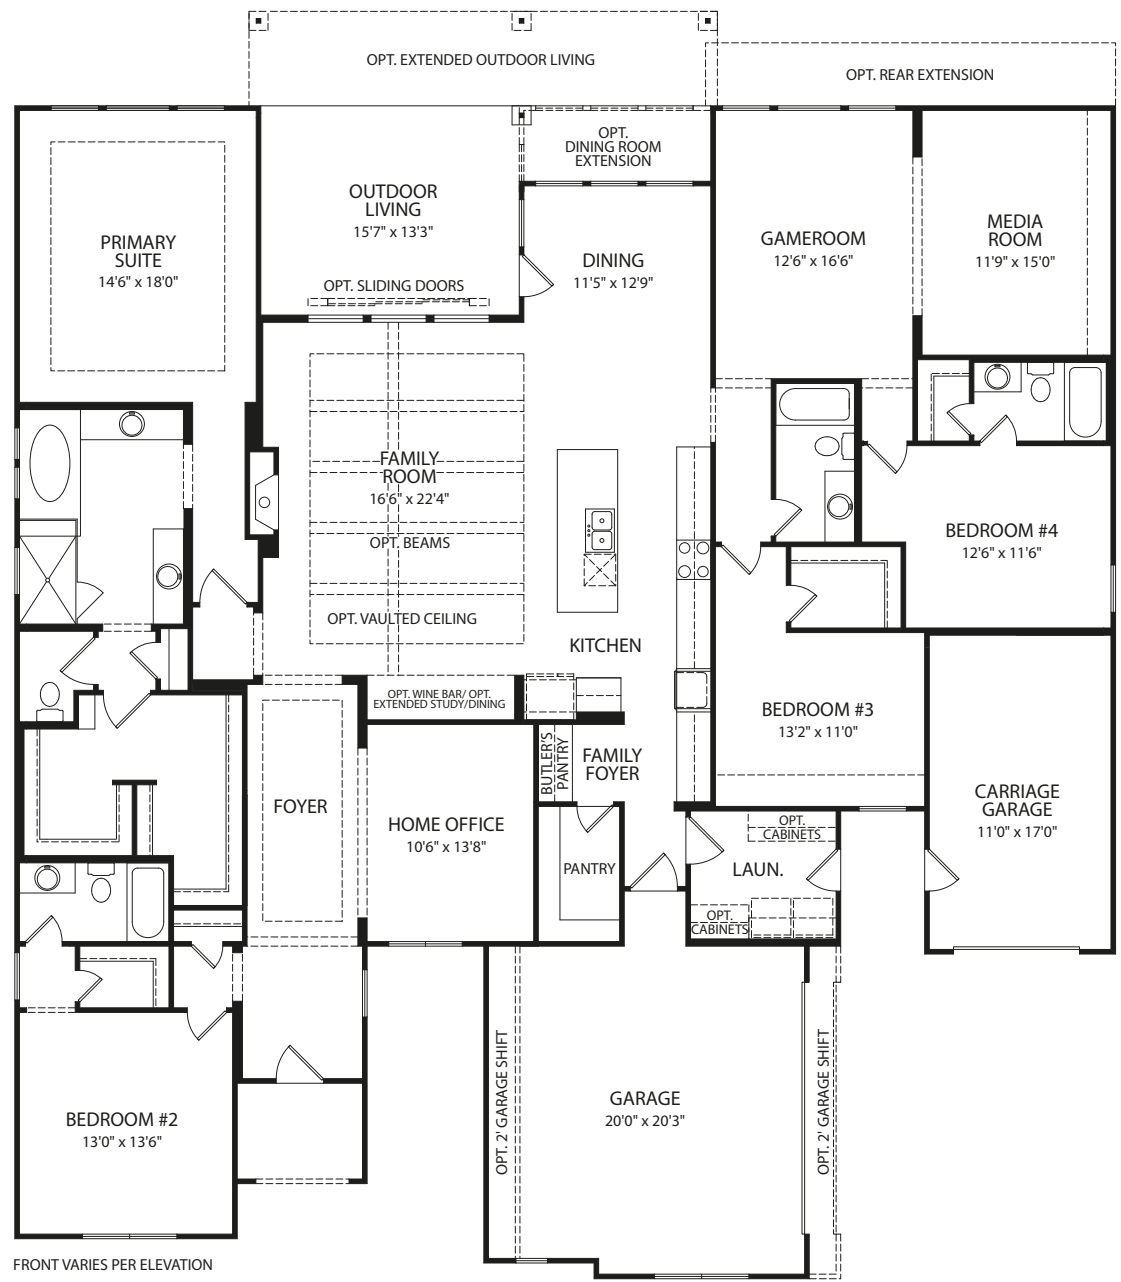 OPT. EXTENDED OUTDOOR LIVING
OPT. REAR EXTENSION
OPT.
DINING ROOM
EXTENSION
OUTDOOR
LIVING
15'7" x 13'3"
PRIMARY
SUITE
14'6" x 18'0"
OPT. SLIDING DOORS
DINING
11'5" x 12'9"
GAMEROOM
12'6" x 16'6"
MEDIA
ROOM
11'9" x 15'0"
FAMILY
ROOM
16'6" x 22'4"
OPT. BEAMS
OPT. VAULTED CEILING
KITCHEN
BEDROOM #4
12'6" x 11'6"
OPT. WINE BAR/ OPT.
EXTENDED STUDY/DINING
BEDROOM #3
13'2" x 11'0"
BUTLER'S
PANTRY
FAMILY
FOYER
FOYER
HOME OFFICE
10'6" x 13'8"
CARRIAGE
GARAGE
11'0" x 17'0"
OPT.
CABINETS
PANTRY
LAUN.
OPT.
CABINETS
OPT. 2' GARAGE SHIFT
GARAGE
20'0" x 20'3"
OPT. 2' GARAGE SHIFT
BEDROOM #2
13'0" x 13'6"
FRONT VARIES PER ELEVATION